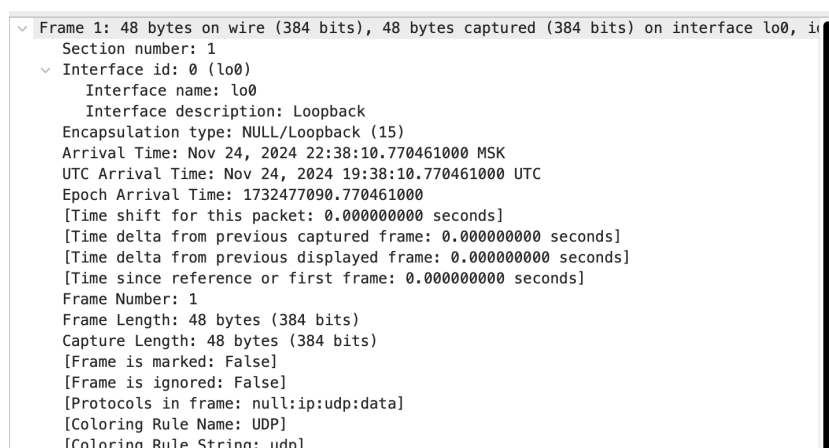 Frame 1: 48 bytes on wire (384 bits), 48 bytes captured (384 bits) on interface lo0,
Section number: 1
Interface id: 0 (lo0)
Interface name: lo0
Interface description: Loopback
Encapsulation type: NULL/Loopback (15)
Arrival Time: Nov 24, 2024 22:38:10.770461000 MSK
UTC Arrival Time: Nov 24, 2024 19:38:10.770461000 UTC
Epoch Arrival Time: 1732477090.770461000
[Time shift for this packet: 0.000000000 seconds]
[Time delta from previous captured frame: 0.000000000 seconds]
[Time delta from previous displayed frame: 0.000000000 seconds]
[Time since reference or first frame: 0.000000000 seconds]
Frame Number: 1
Frame Length: 48 bytes (384 bits)
Capture Length: 48 bytes (384 bits)
[Frame is marked: False]
[Frame is ignored: False]
[Protocols in frame: null:ip:udp:data]
[Coloring Rule Name: UDP]
[Coloring Rule String: udp]